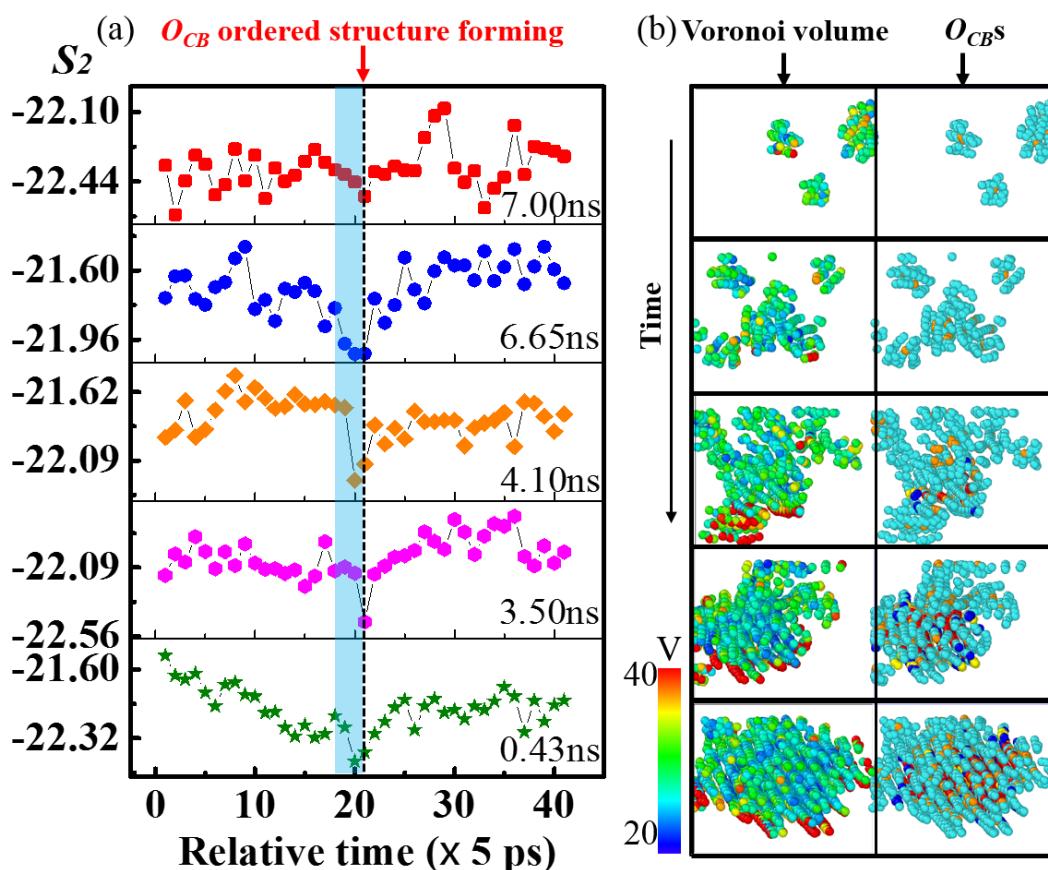 (a) O_CB ordered structure forming
S₂
-22.10
-22.44
7.00ns
-21.60
-21.96
6.65ns
-21.62
-22.09
4.10ns
-22.09
-22.56
3.50ns
-21.60
-22.32
0.43ns
0 10 20 30 40
Relative time (x 5 ps)
(b) Voronoi volume O_CBs
Time
V
40
20